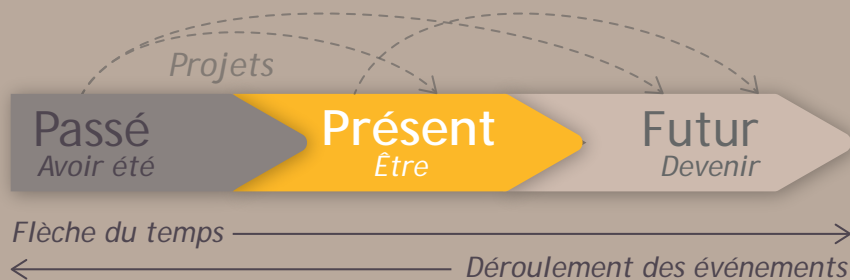 Projets
Passé
Avoir été
Présent
Être
Futur
Devenir
Flèche du temps
Déroulement des événements